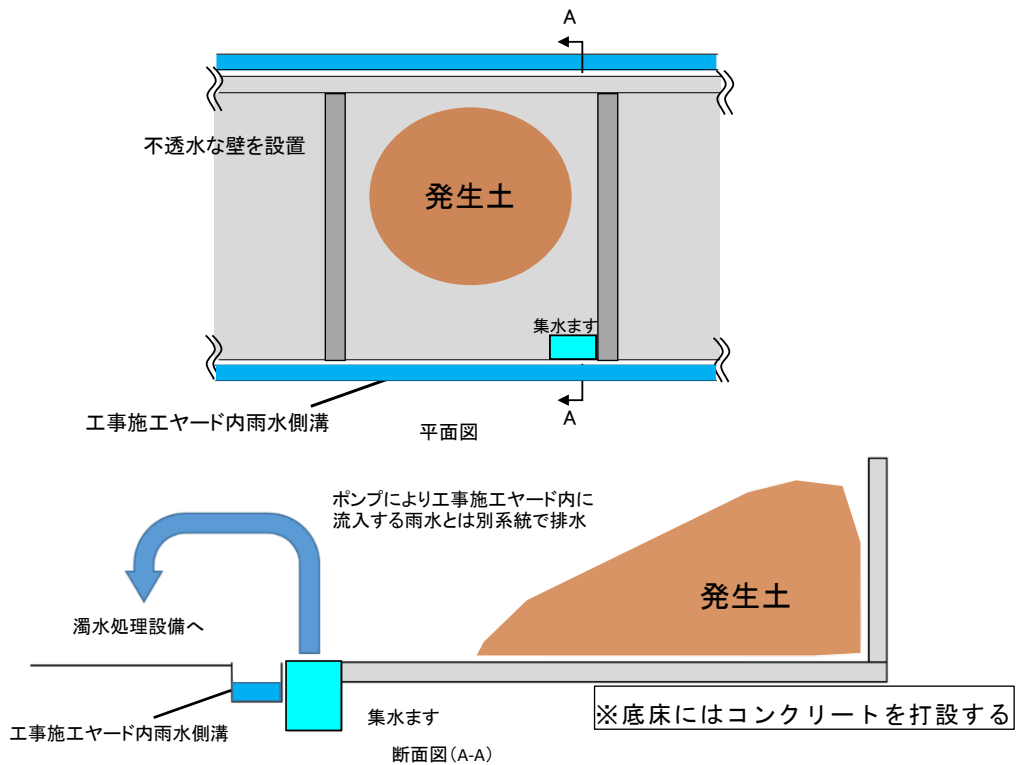 A
不透水な壁を設置
発生土
集水ます
A
工事施工ヤード内雨水側溝
平面図
ポンプにより工事施工ヤード内に
流入する雨水とは別系統で排水
発生土
濁水処理設備へ
※底床にはコンクリートを打設する
集水ます
工事施工ヤード内雨水側溝
断面図(A-A)